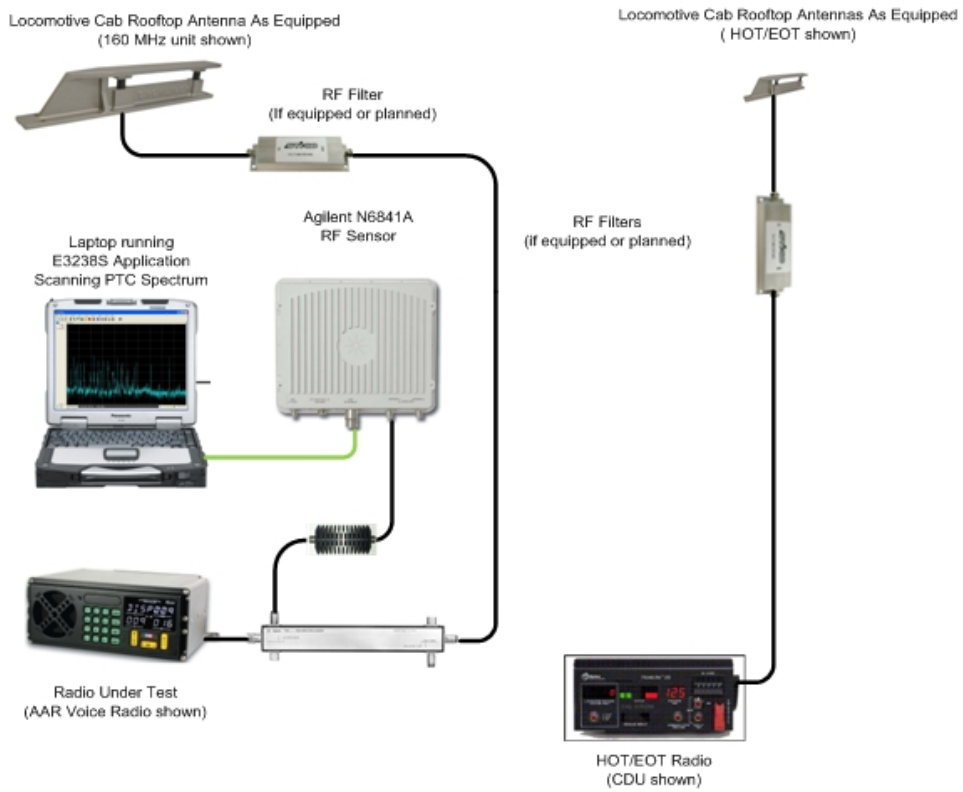 Locomotive Cab Rooftop Antenna As Equipped
(160 MHz unit shown)
Locomotive Cab Rooftop Antennas As Equipped
( HOT/EOT shown)
RF Filter
(If equipped or planned)
Agilent N6841A
RF Sensor
RF Filters
(if equipped or planned)
Laptop running
E3238S Application
Scanning PTC Spectrum
Panasonic
Radio Under Test
(AAR Voice Radio shown)
125
HOT/EOT Radio
(CDU shown)